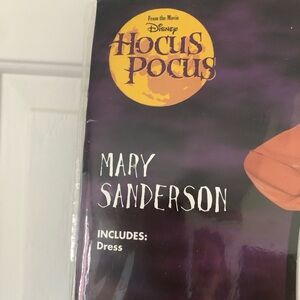 From the Movie
Disney
HOCUS
POCUS
MARY
SANDERSON
INCLUDES:
Dress